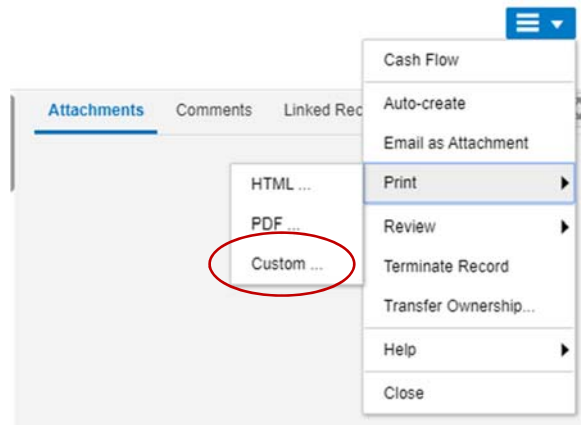 Cash Flow
Attachments Comments Linked Rec
Auto-create
Email as Attachment
HTML ...
Print
PDF ...
Review
Custom ...
Terminate Record
Transfer Ownership...
Help
Close